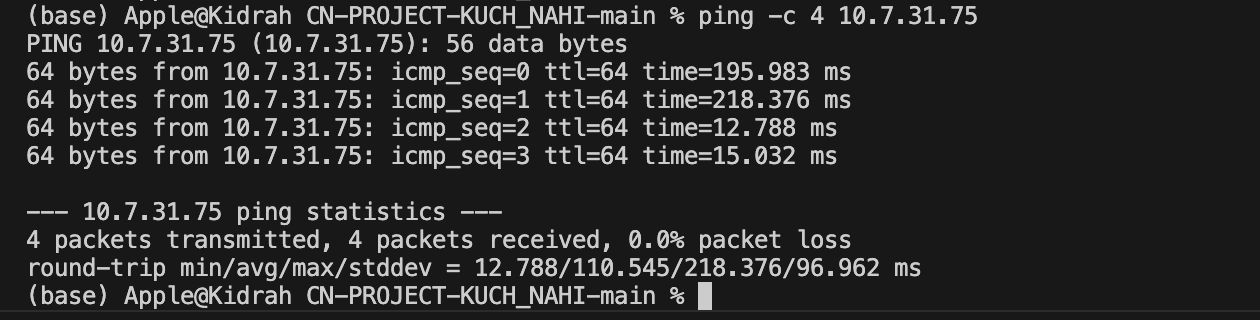 (base) Apple@Kidrah CN-PROJECT-KUCH_NAHI-main % ping -c 4 10.7.31.75
PING 10.7.31.75 (10.7.31.75): 56 data bytes
64 bytes from 10.7.31.75: icmp_seq=0 ttl=64 time=195.983 ms
64 bytes from 10.7.31.75: icmp_seq=1 ttl=64 time=218.376 ms
64 bytes from 10.7.31.75: icmp_seq=2 ttl=64 time=12.788 ms
64 bytes from 10.7.31.75: icmp_seq=3 ttl=64 time=15.032 ms

--- 10.7.31.75 ping statistics ---
4 packets transmitted, 4 packets received, 0.0% packet loss
round-trip min/avg/max/stddev = 12.788/110.545/218.376/96.962 ms
(base) Apple@Kidrah CN-PROJECT-KUCH_NAHI-main %